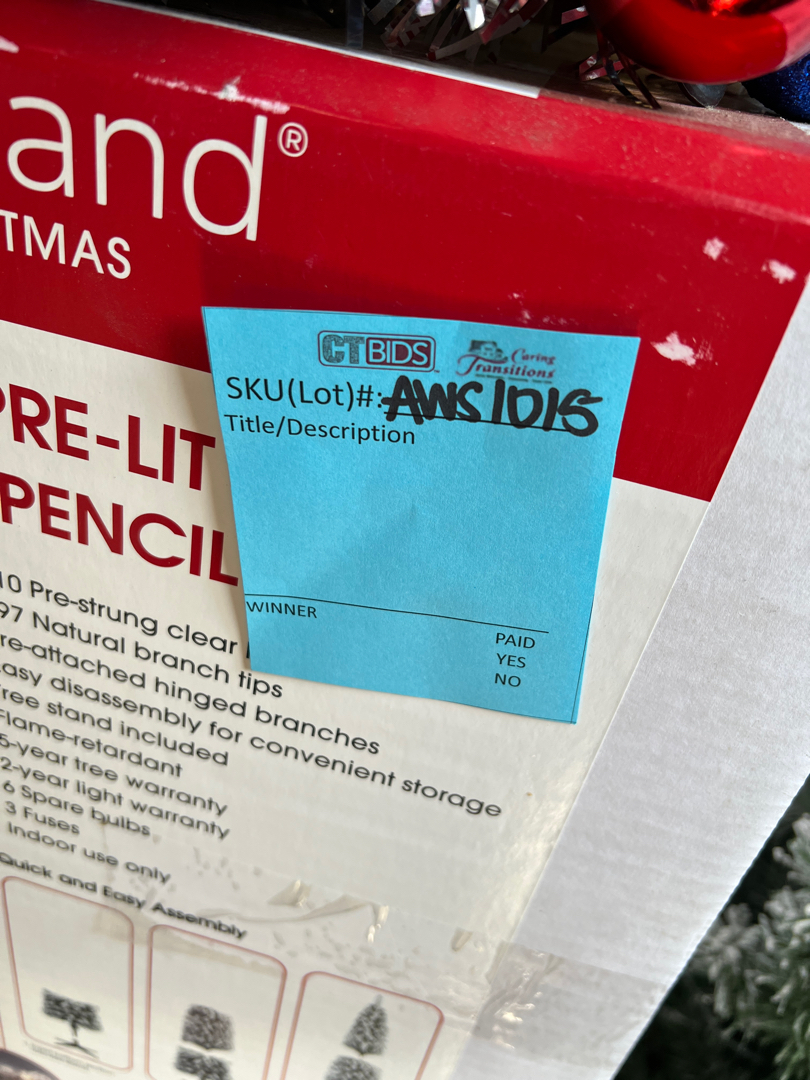 and®
TMAS
CTBIDS
Caring
Transitions
SKU(Lot)#: AWS1015
Title/Description
WINNER
PAID
YES
NO
PRE-LIT
PENCIL
10 Pre-strung clear
97 Natural branch tips
re-attached hinged branches
asy disassembly for convenient storage
ree stand included
Flame-retardant
5-year tree warranty
2-year light warranty
6 Spare bulbs
3 Fuses
Indoor use only
Quick and Easy Assembly